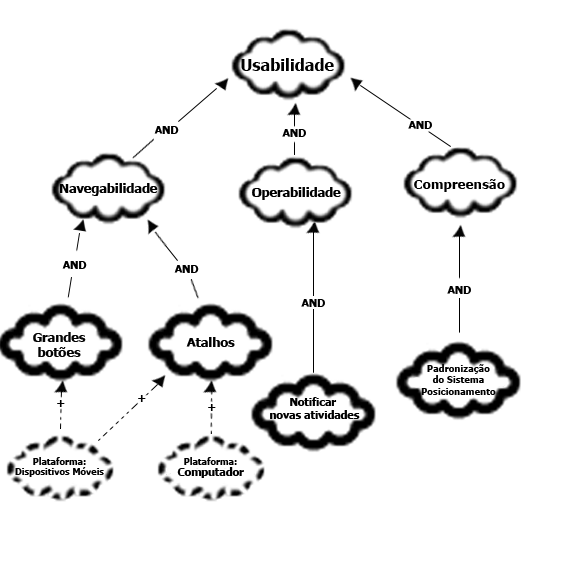 Usabilidade
AND
AND
AND
Navegabilidade
Operabilidade
Compreensão
AND
AND
AND
AND
Grandes
botões
Atalhos
Notificar
novas atividades
Padronização
do Sistema
Posicionamento
+
+
+
Plataforma:
Dispositivos Móveis
Plataforma:
Computador